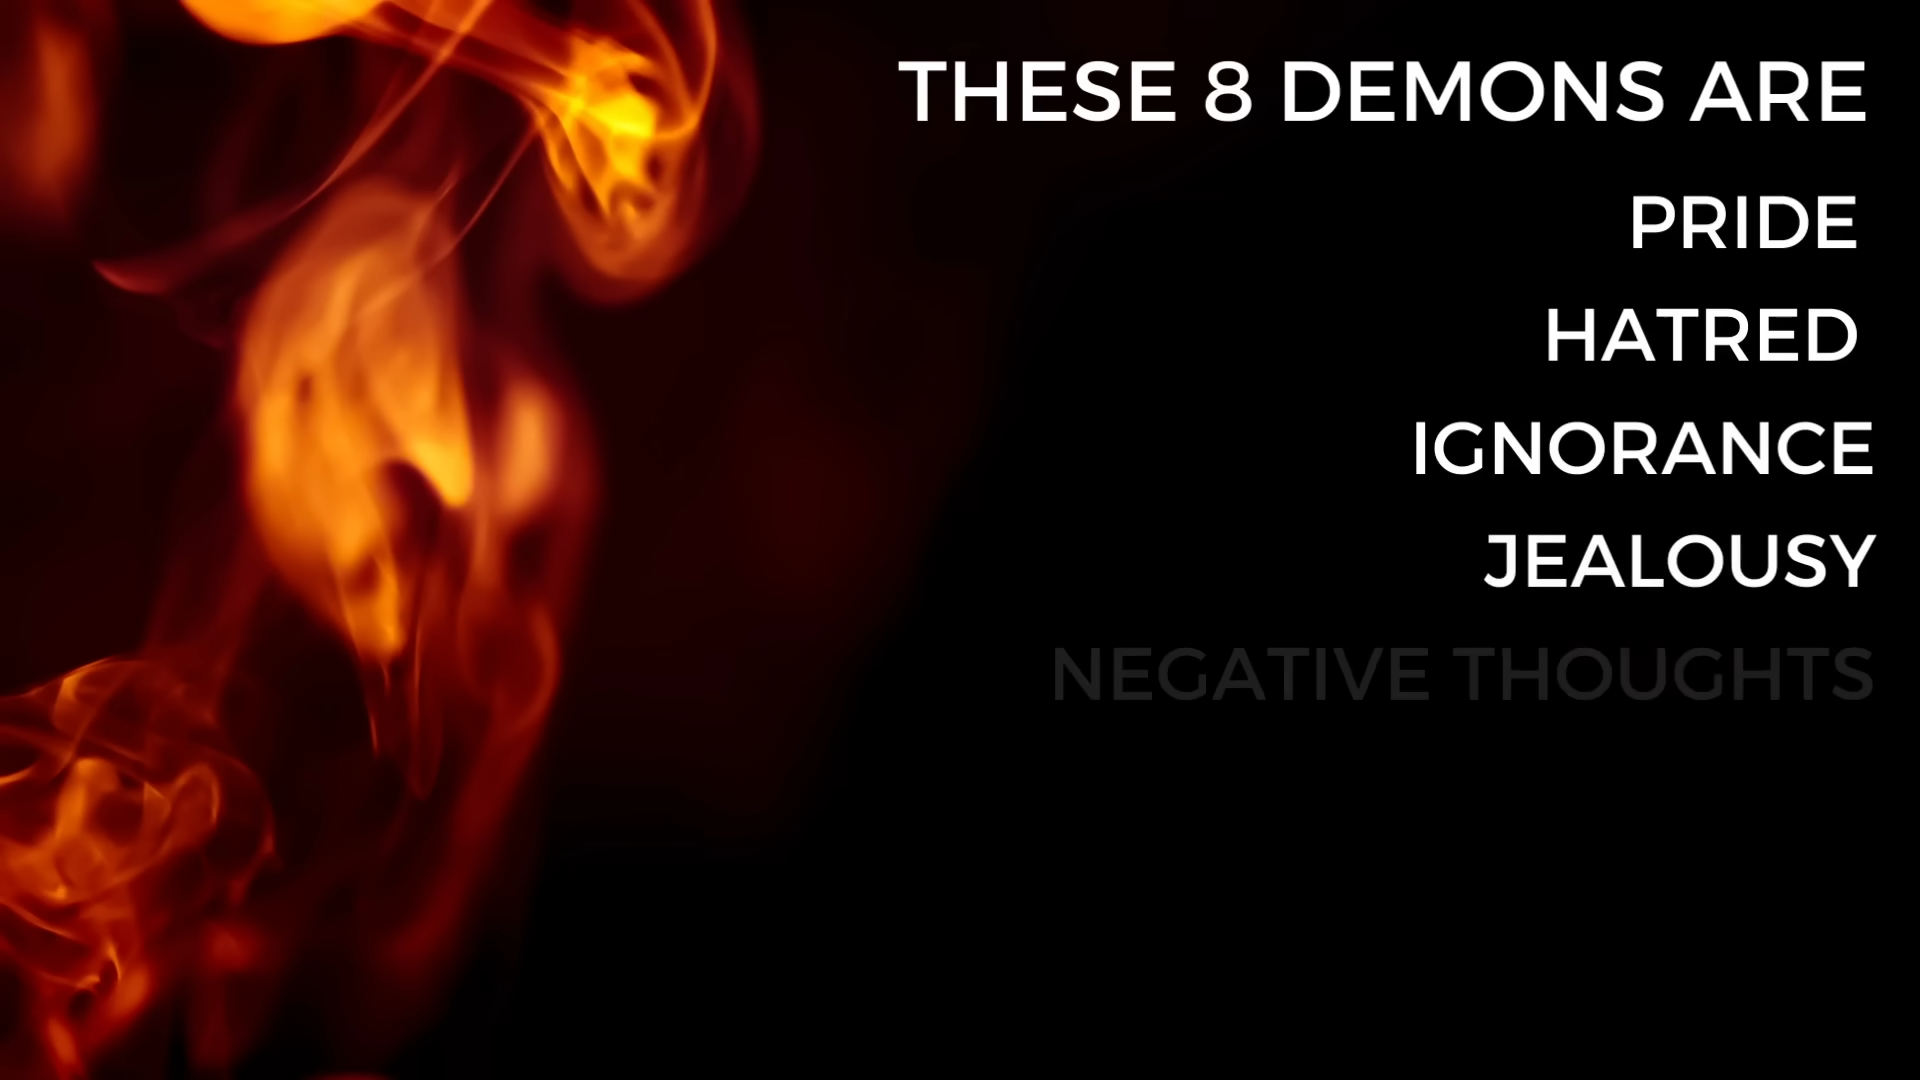 THESE 8 DEMONS ARE
PRIDE
HATRED
IGNORANCE
JEALOUSY
NEGATIVE THOUGHTS